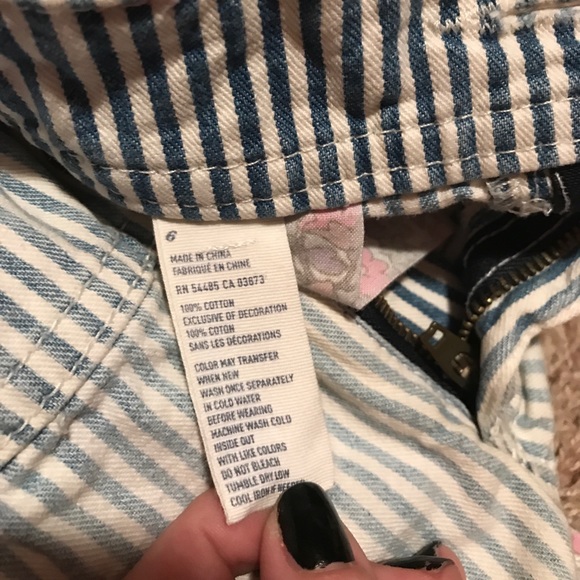 6
MADE IN CHINA
FABRIQUÉ EN CHINE
RN 54485 CA 03673
100% COTTON
EXCLUSIVE OF DECORATION
100% COTON
SANS LES DÉCORATIONS
COLOR MAY TRANSFER
WHEN NEW
WASH ONCE SEPARATELY
IN COLD WATER
BEFORE WEARING
MACHINE WASH COLD
INSIDE OUT
WITH LIKE COLORS
DO NOT BLEACH
TUMBLE DRY LOW
COOL IRON IF NEEDED